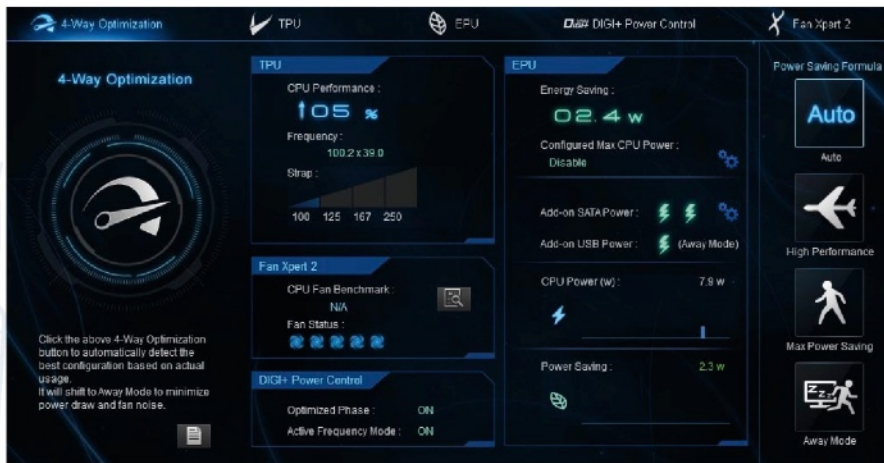 4-Way Optimization
TPU
EPU
DIGI+ Power Control
Fan Xpert 2
4-Way Optimization
Click the above 4-Way Optimization
button to automatically detect the
best configuration based on actual
usage.
It will shift to Away Mode to minimize
power draw and fan noise.
TPU
CPU Performance :
105 %
Frequency :
100.2 x 39.0
Strap :
100 125 167 250
Fan Xpert 2
CPU Fan Benchmark :
N/A
Fan Status :
DIGI+ Power Control
Optimized Phase : ON
Active Frequency Mode : ON
EPU
Energy Saving :
02.4 w
Configured Max CPU Power :
Disable
Add-on SATA Power :
Add-on USB Power : (Away Mode)
CPU Power (w) : 7.9 w
Power Saving : 2.3 w
Power Saving Formula
Auto
Auto
High Performance
Max Power Saving
Away Mode